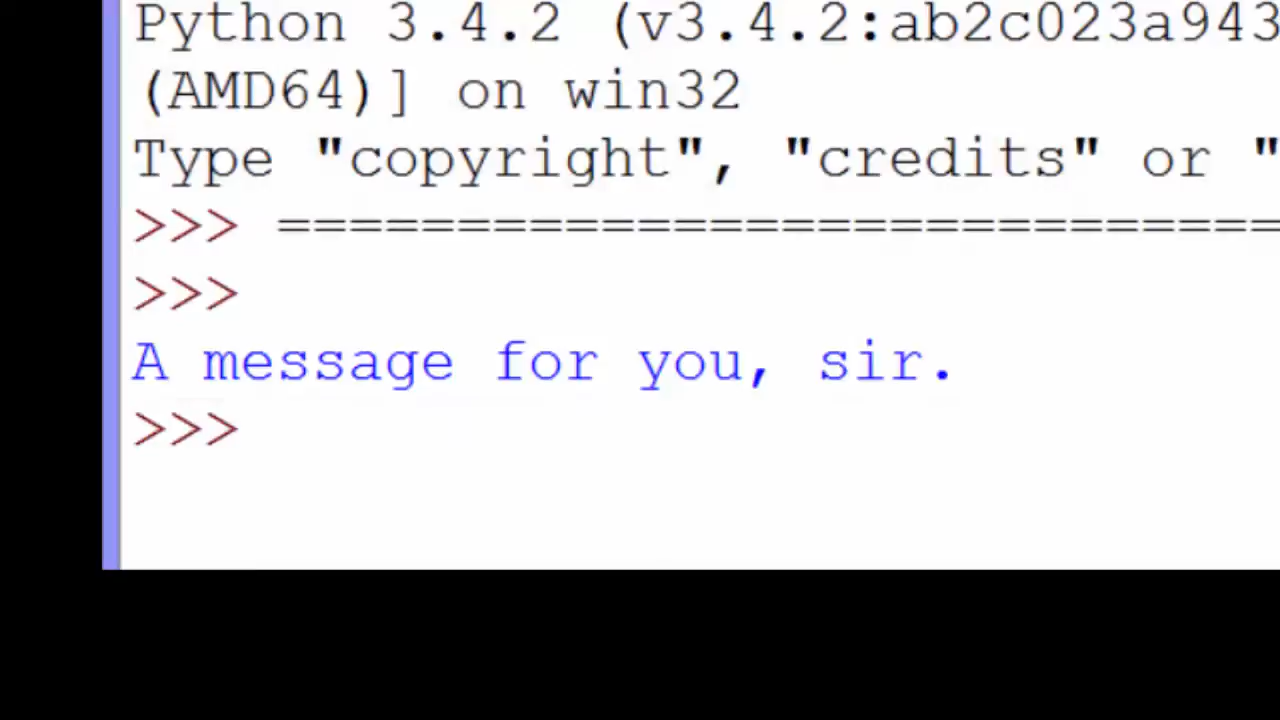 Python 3.4.2 (v3.4.2:ab2c023a943
(AMD64)] on win32
Type "copyright", "credits" or "
>>> ================================
>>>
A message for you, sir.
>>>